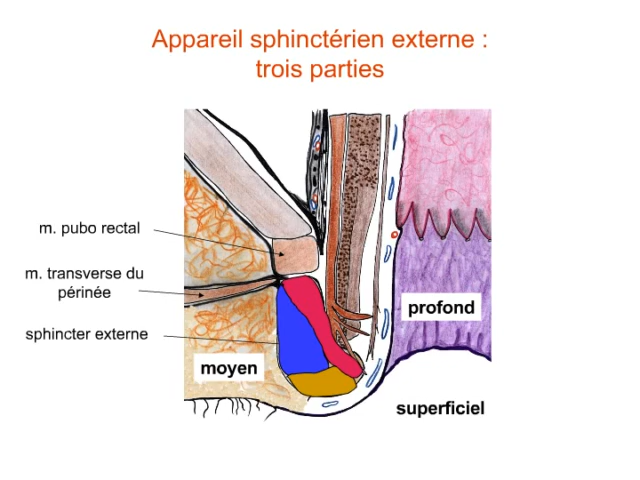 Appareil sphinctérien externe :
trois parties
m. pubo rectal
m. transverse du
périnée
sphincter externe
profond
moyen
superficiel